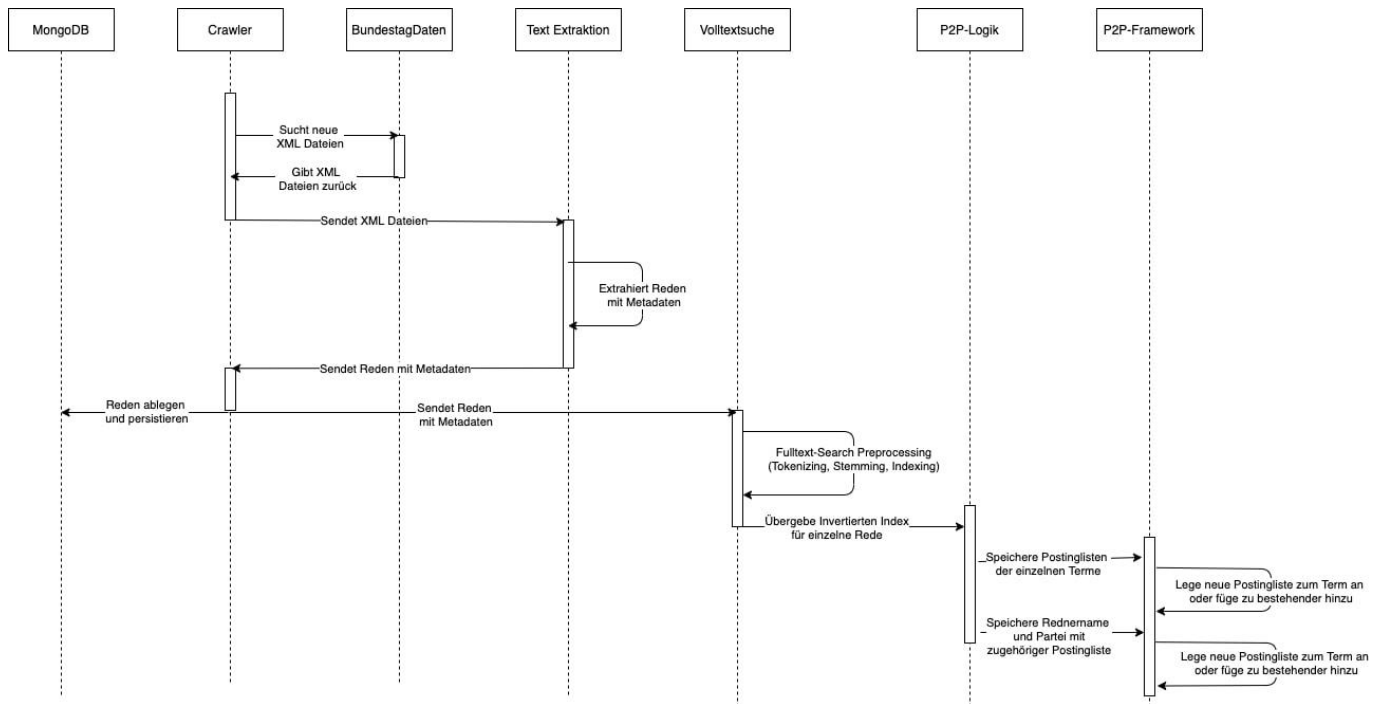 MongoDB
Crawler
BundestagDaten
Text Extraktion
Volltextsuche
P2P-Logik
P2P-Framework
Sucht neue
XML Dateien
Gibt XML
Dateien zurück
Sendet XML Dateien
Extrahiert Reden
mit Metadaten
Sendet Reden mit Metadaten
Reden ablegen
und persistieren
Sendet Reden
mit Metadaten
Fulltext-Search Preprocessing
(Tokenizing, Stemming, Indexing)
Übergebe Invertierten Index
für einzelne Rede
Speichere Postinglisten
der einzelnen Terme
Lege neue Postingliste zum Term an
oder füge zu bestehender hinzu
Speichere Rednername
und Partei mit
zugehöriger Postingliste
Lege neue Postingliste zum Term an
oder füge zu bestehender hinzu